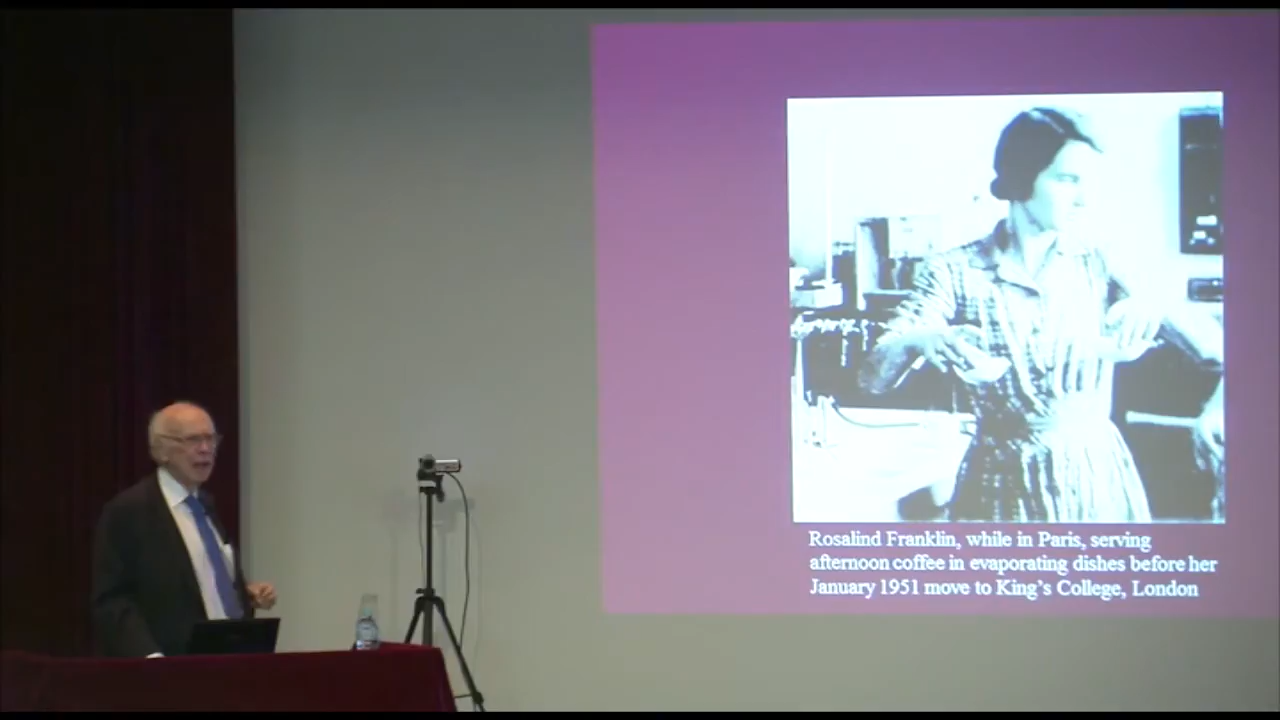 Rosalind Franklin, while in Paris, serving
afternoon coffee in evaporating dishes before her
January 1951 move to King's College, London